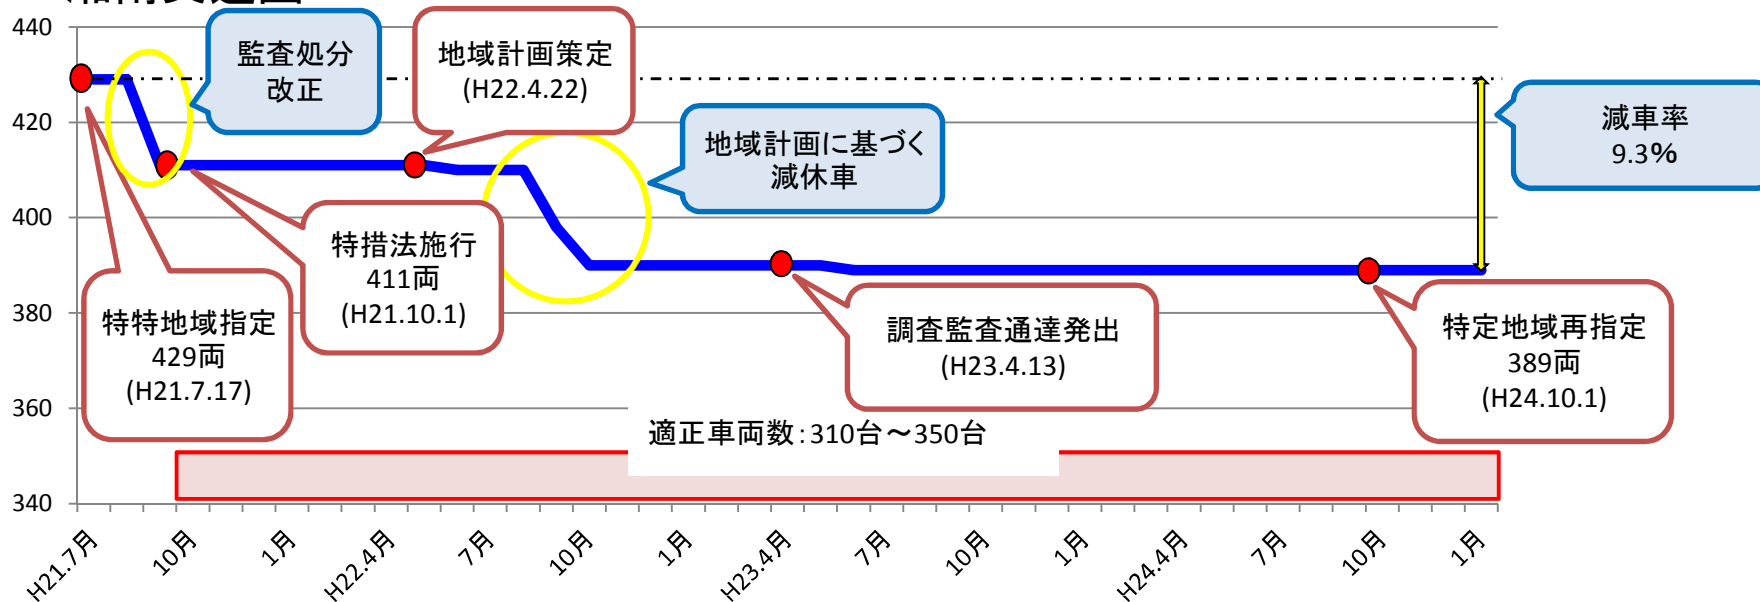 440
420
400
380
360
340
監査処分
改正
地域計画策定
(H22.4.22)
地域計画に基づく
減休車
減車率
9.3%
特特地域指定
429両
(H21.7.17)
特措法施行
411両
(H21.10.1)
調査監査通達発出
(H23.4.13)
特定地域再指定
389両
(H24.10.1)
適正車両数：310台～350台
H21.7月
10月
1月
H22.4月
7月
10月
1月
H23.4月
7月
10月
1月
H24.4月
7月
10月
1月